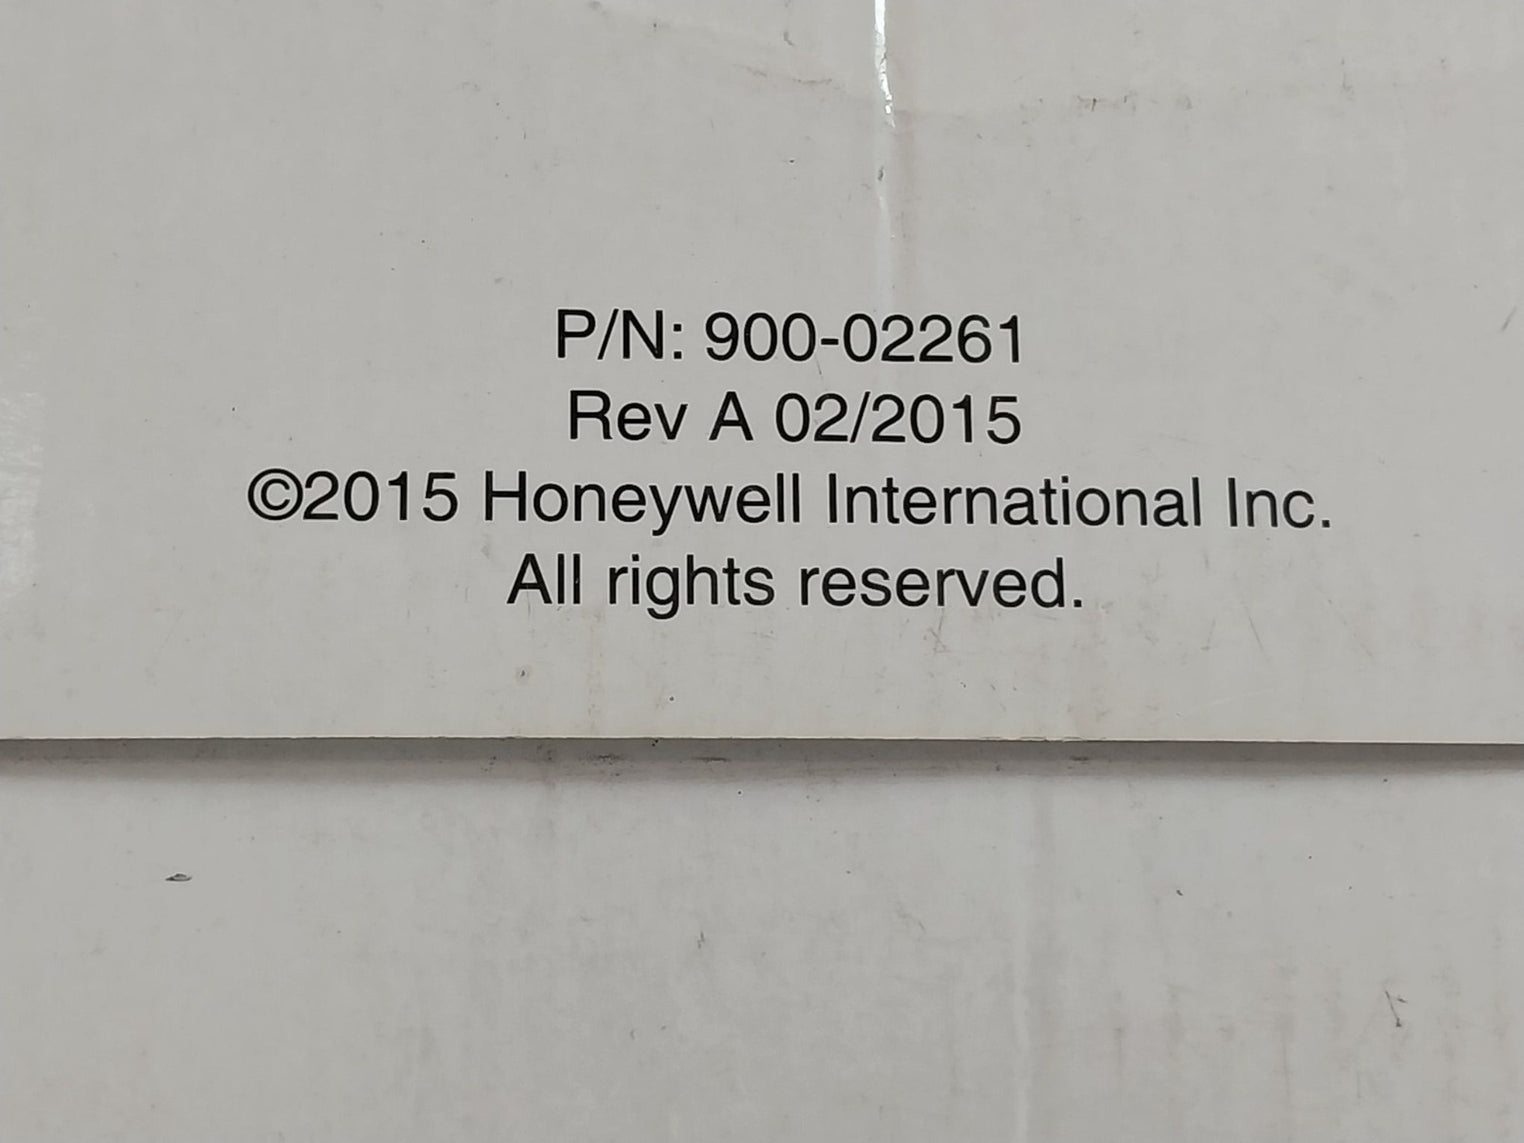 P/N: 900-02261
Rev A 02/2015
©2015 Honeywell International Inc.
All rights reserved.